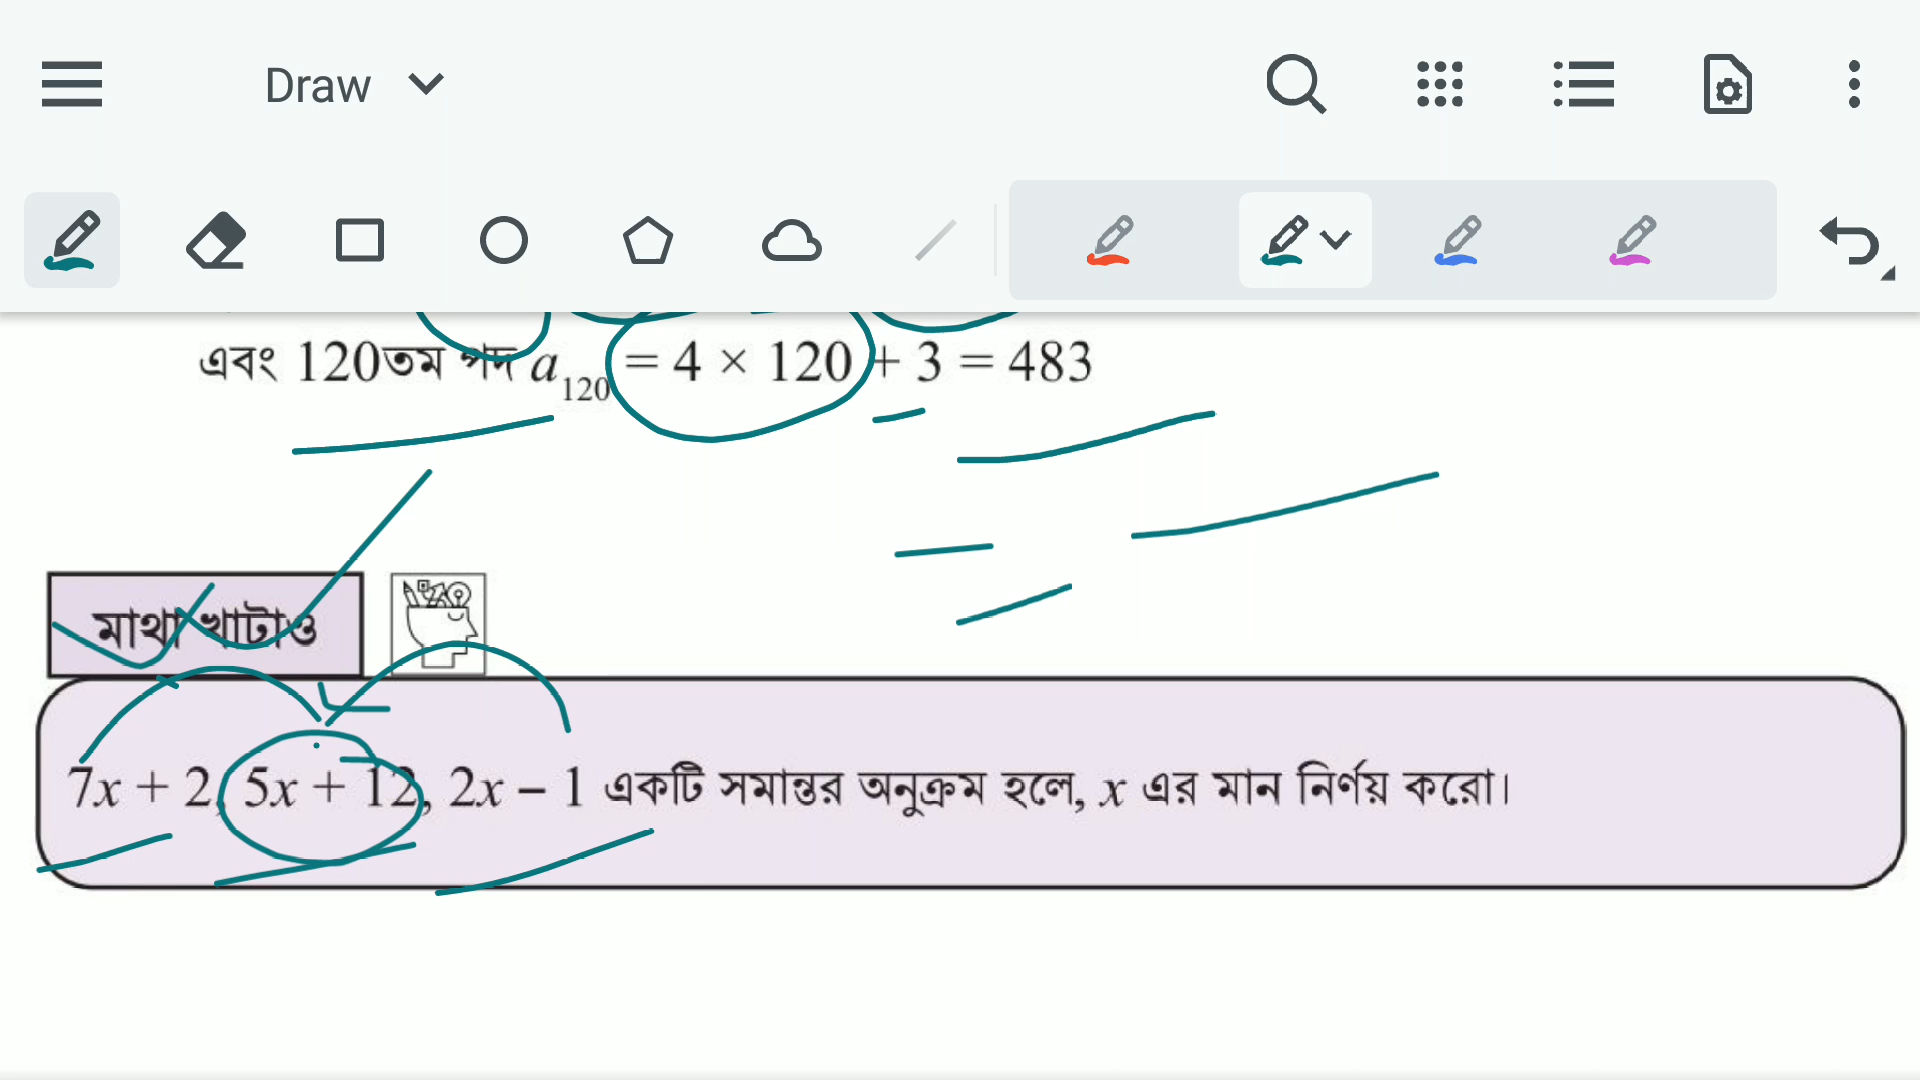 Draw
এবং 120তম পদ a₁₂₀ = 4 × 120 + 3 = 483
মাথা খাটাও
7x + 2, 5x + 12, 2x – 1 একটি সমান্তর অনুক্রম হলে, x এর মান নির্ণয় করো।